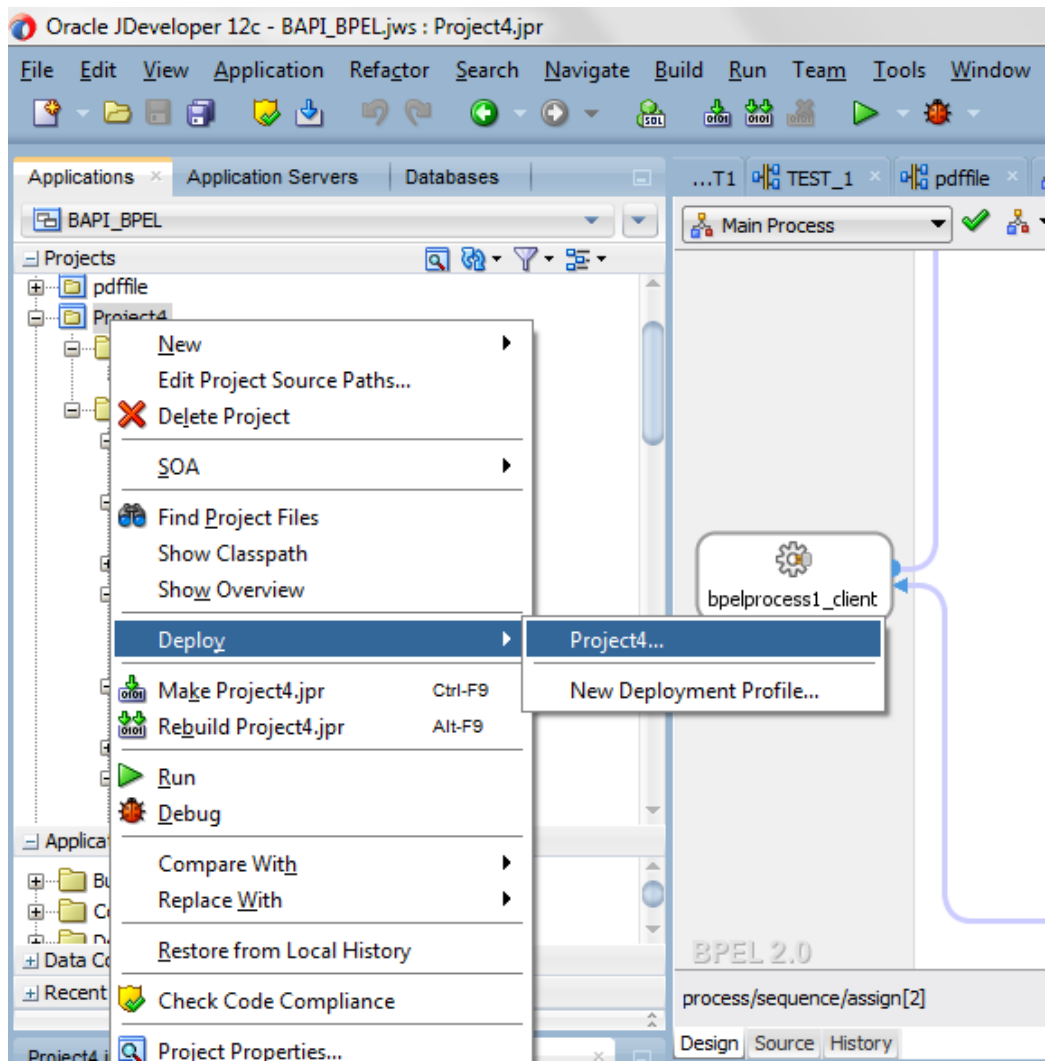 Oracle JDeveloper 12c - BAPI_BPEL.jws : Project4.jpr
File Edit View Application Refactor Search Navigate Build Run Team Tools Window
Applications Application Servers Databases
...T1 TEST_1 pdffile
BAPI_BPEL
Main Process
Projects
pdffile
Project4
New
Edit Project Source Paths...
Delete Project
SOA
Find Project Files
Show Classpath
Show Overview
bpelprocess1_client
Deploy
Project4...
Make Project4.jpr Ctrl-F9
New Deployment Profile...
Rebuild Project4.jpr Alt-F9
Run
Debug
Applica
Compare With
Replace With
Restore from Local History
BPEL 2.0
Data Co
Recent
Check Code Compliance
process/sequence/assign[2]
Project Properties...
Design Source History